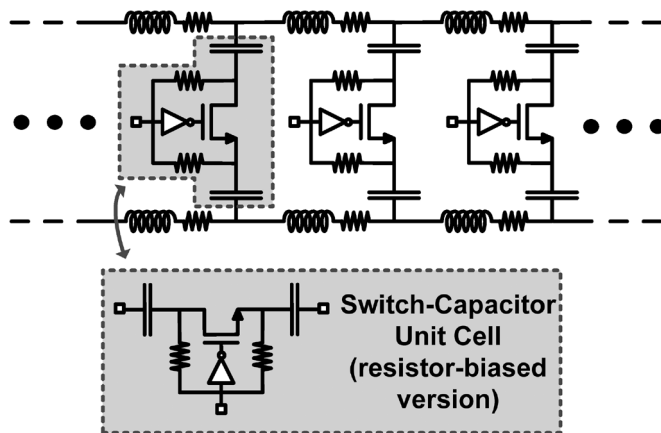 Switch-Capacitor
Unit Cell
(resistor-biased
version)